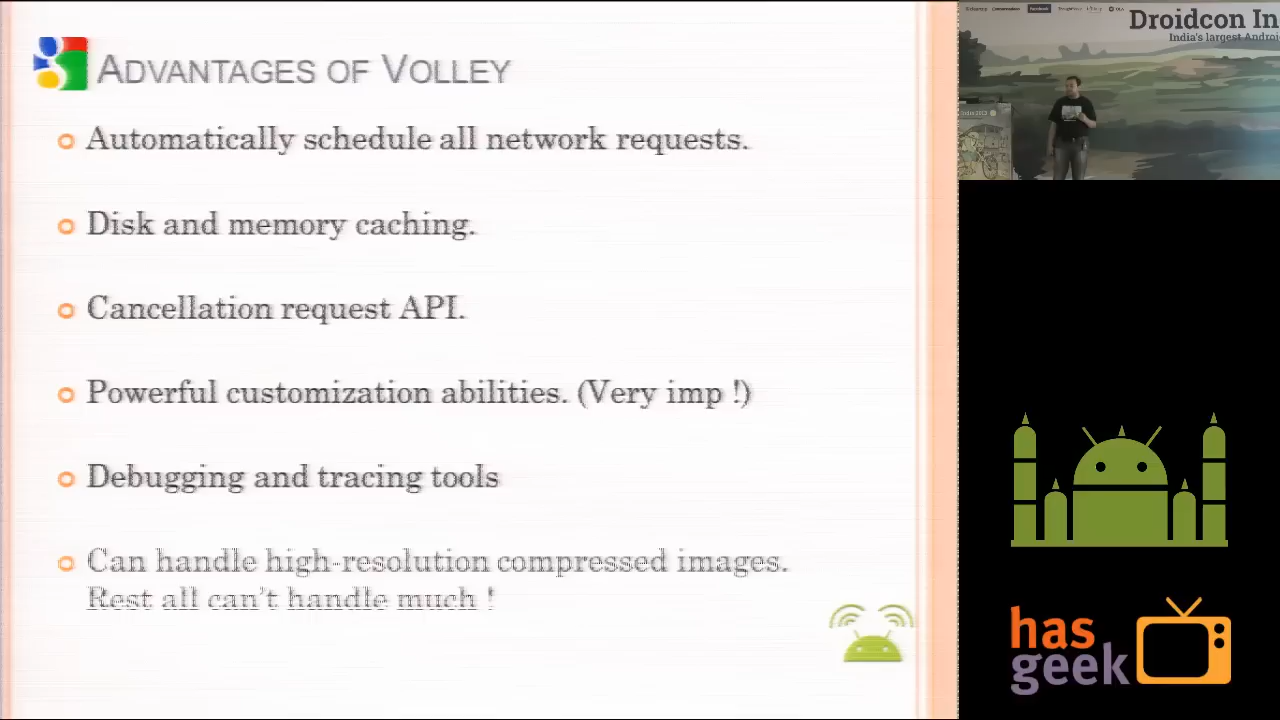 ADVANTAGES OF VOLLEY
Automatically schedule all network requests.
Disk and memory caching.
Cancellation request API.
Powerful customization abilities. (Very imp !)
Debugging and tracing tools
Can handle high-resolution compressed images.
Rest all can't handle much !
Droidcon In
India's largest Androi
has
geek